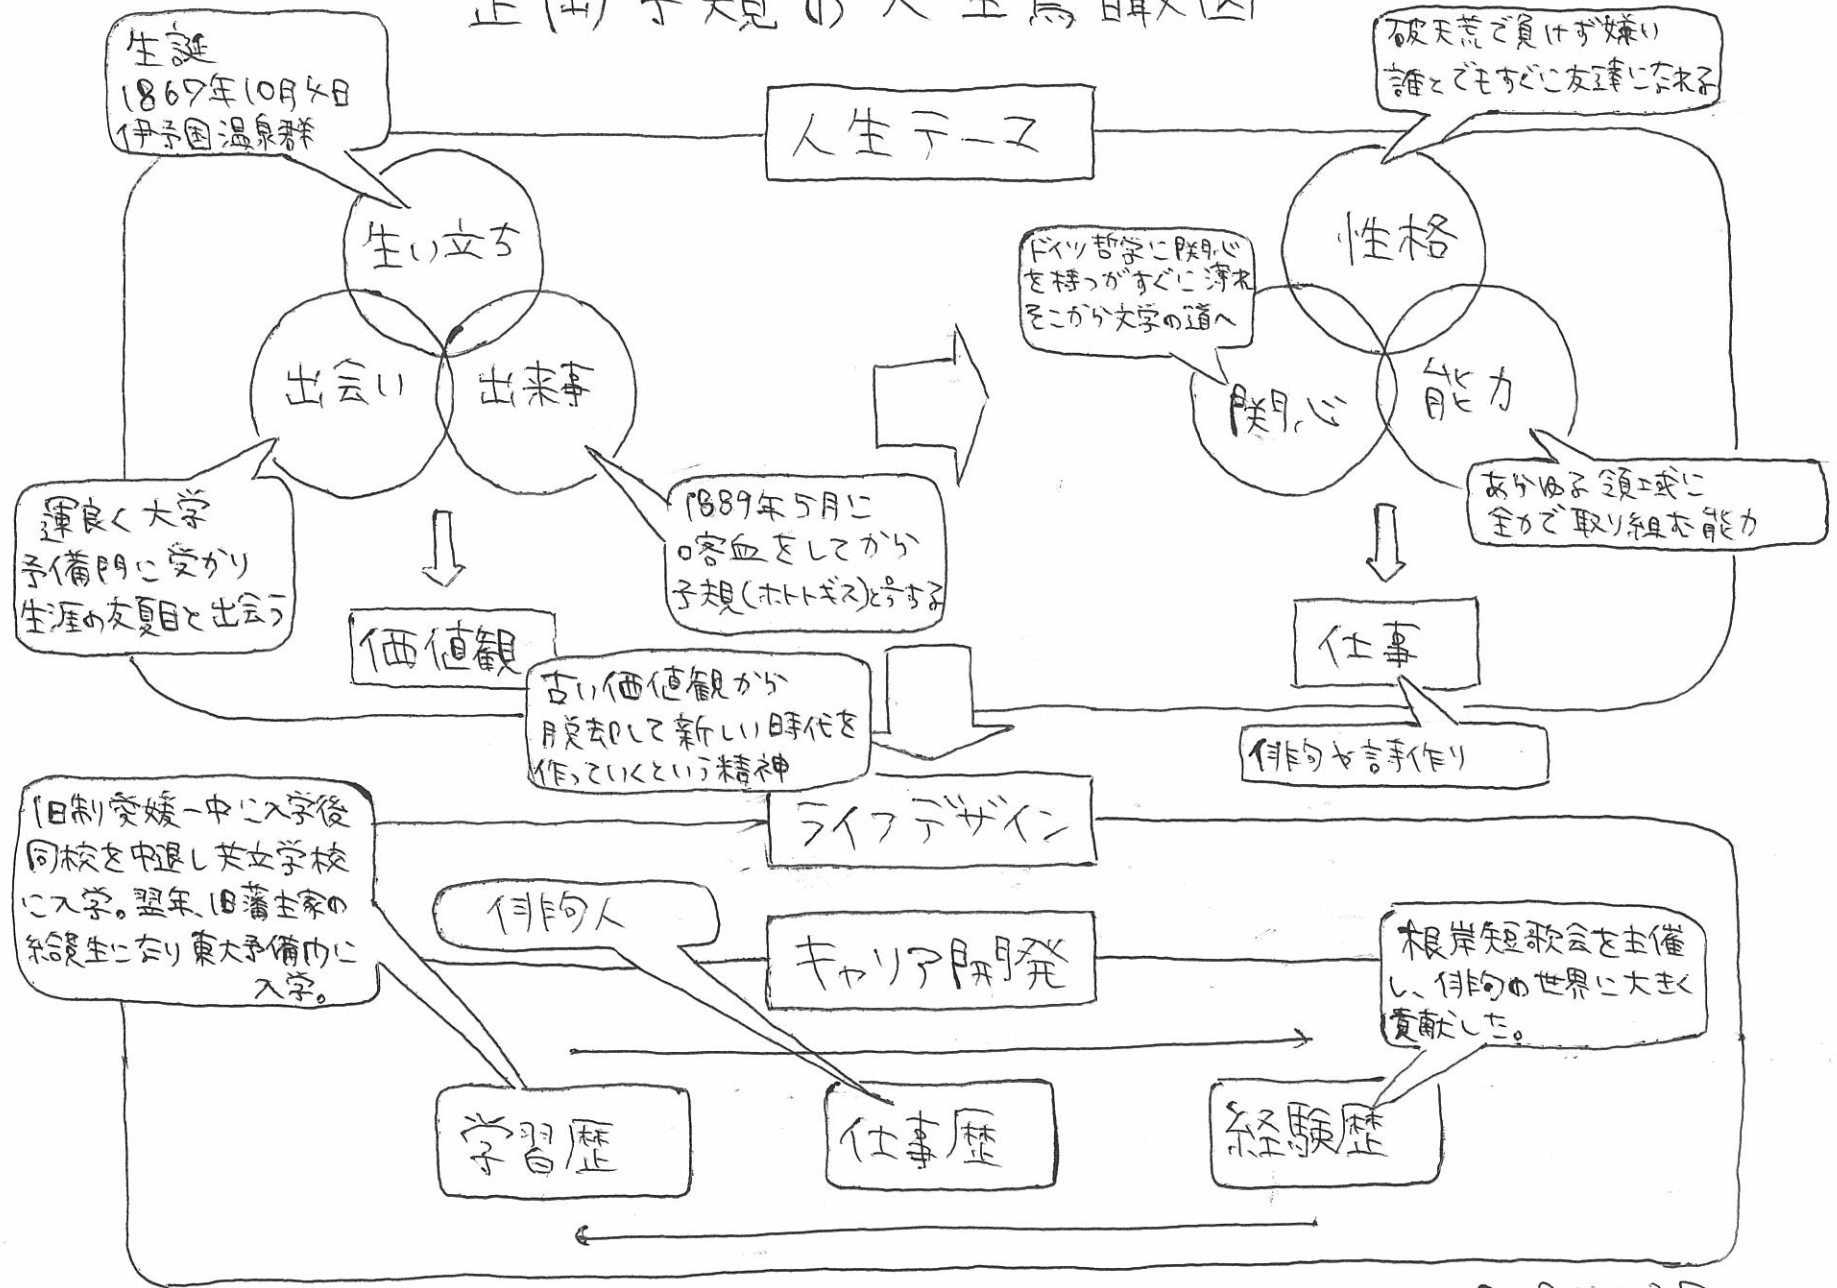 正岡子規の人生鳥瞰図
生誕
1867年10月4日
伊予国温泉群
破天荒で負けず嫌い
誰とでもすぐに友達になれる
人生テーマ
生い立ち
出会い
出来事
性格
ドイツ哲学に関心
を持つがすぐに薄れ
そこから文学の道へ
関心
能力
運良く大学
予備門に受かり
生涯の友夏目と出会う
1889年5月に
喀血をしてから
子規(ホトトギス)と号する
あらゆる領域に
全力で取り組む能力
価値観
古い価値観から
脱却して新しい時代を
作っていくという精神
仕事
俳句や詩作り
ライフデザイン
旧制愛媛一中に入学後
同校を中退し共立学校
に入学。翌年、旧藩主家の
給費生になり東大予備門に
入学。
俳句人
キャリア開発
根岸短歌会を主催
し、俳句の世界に大きく
貢献した。
学習歴
仕事歴
経験歴